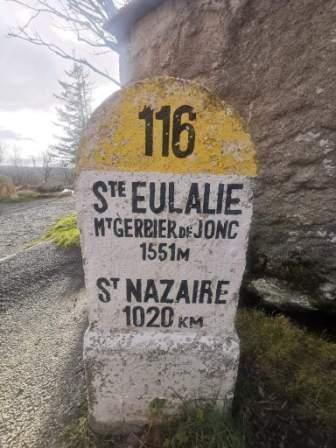 116
STE EULALIE
MT GERBIER DE JONC
1551M
ST NAZAIRE
1020 KM